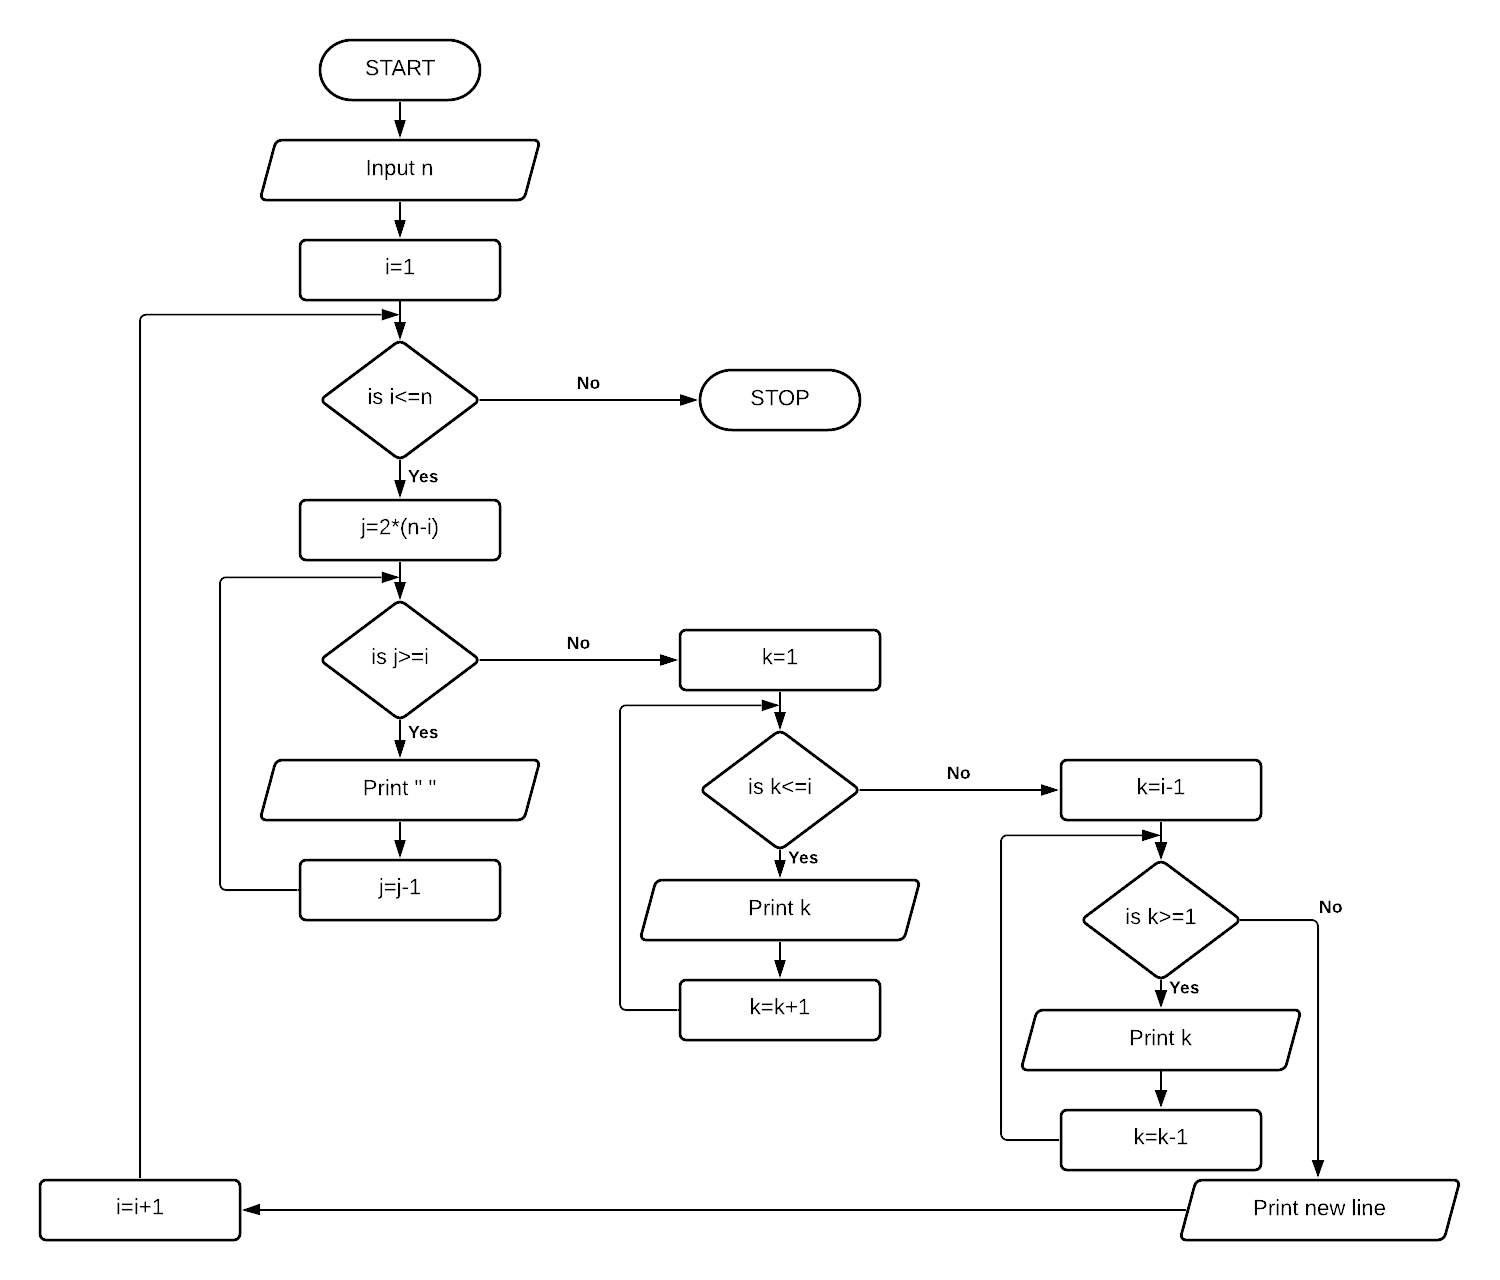 START
Input n
i=1
is i<=n
No
STOP
Yes
j=2*(n-i)
is j>=i
No
k=1
Yes
Print " "
j=j-1
is k<=i
No
k=i-1
Yes
Print k
k=k+1
is k>=1
No
Yes
Print k
k=k-1
Print new line
i=i+1